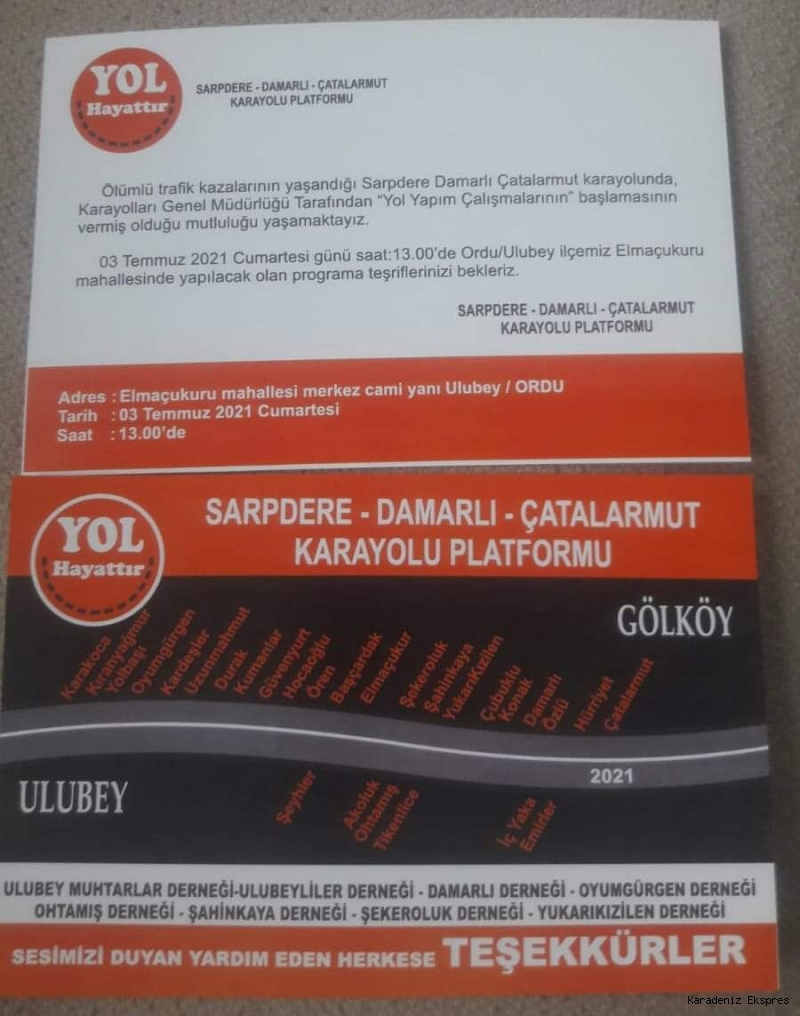 YOL
Hayattır
SARPDERE - DAMARLI - ÇATALARMUT
KARAYOLU PLATFORMU
Ölümlü trafik kazalarının yaşandığı Sarpdere Damarlı Çatalarmut karayolunda,
Karayolları Genel Müdürlüğü Tarafından "Yol Yapım Çalışmalarının" başlamasının
vermiş olduğu mutluluğu yaşamaktayız.
03 Temmuz 2021 Cumartesi günü saat:13.00'de Ordu/Ulubey ilçemiz Elmaçukuru
mahallesinde yapılacak olan programa teşriflerinizi bekleriz.
SARPDERE - DAMARLI - ÇATALARMUT
KARAYOLU PLATFORMU
Adres : Elmaçukuru mahallesi merkez cami yanı Ulubey / ORDU
Tarih : 03 Temmuz 2021 Cumartesi
Saat : 13.00'de
YOL
Hayattır
SARPDERE - DAMARLI - ÇATALARMUT
KARAYOLU PLATFORMU
GÖLKÖY
Karakoca
Kıranyağmur
Yolbaşı
Oyumgürgen
Kardeşler
Uzunmahmut
Durak
Kumanlar
Güvenyurt
Hocaoğlu
Ören
Başçardak
Elmaçukur
Şekeroluk
Şahinkaya
YukarıKızilen
Çubuklu
Konak
Damarlı
Özlü
Hürriyet
Çatalarmut
2021
ULUBEY
Şeyhler
Akoluk
Ohtamış
Tikenlice
İç Yaka
Emirler
ULUBEY MUHTARLAR DERNEĞİ-ULUBEYLİLER DERNEĞİ - DAMARLI DERNEĞİ - OYUMGÜRGEN DERNEĞİ
OHTAMIŞ DERNEĞİ - ŞAHİNKAYA DERNEĞİ - ŞEKEROLUK DERNEĞİ - YUKARIKIZİLEN DERNEĞİ
SESİMİZİ DUYAN YARDIM EDEN HERKESE TEŞEKKÜRLER
Karadeniz Ekspres